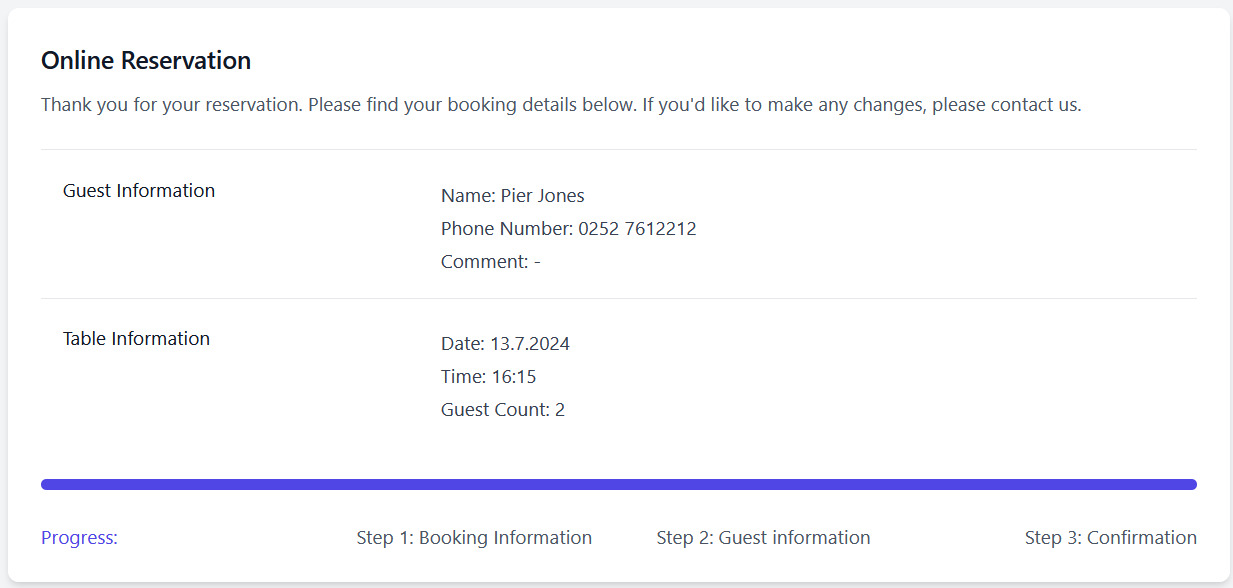 Online Reservation
Thank you for your reservation. Please find your booking details below. If you'd like to make any changes, please contact us.
Guest Information
Name: Pier Jones
Phone Number: 0252 7612212
Comment: -
Table Information
Date: 13.7.2024
Time: 16:15
Guest Count: 2
Progress: Step 1: Booking Information Step 2: Guest information Step 3: Confirmation